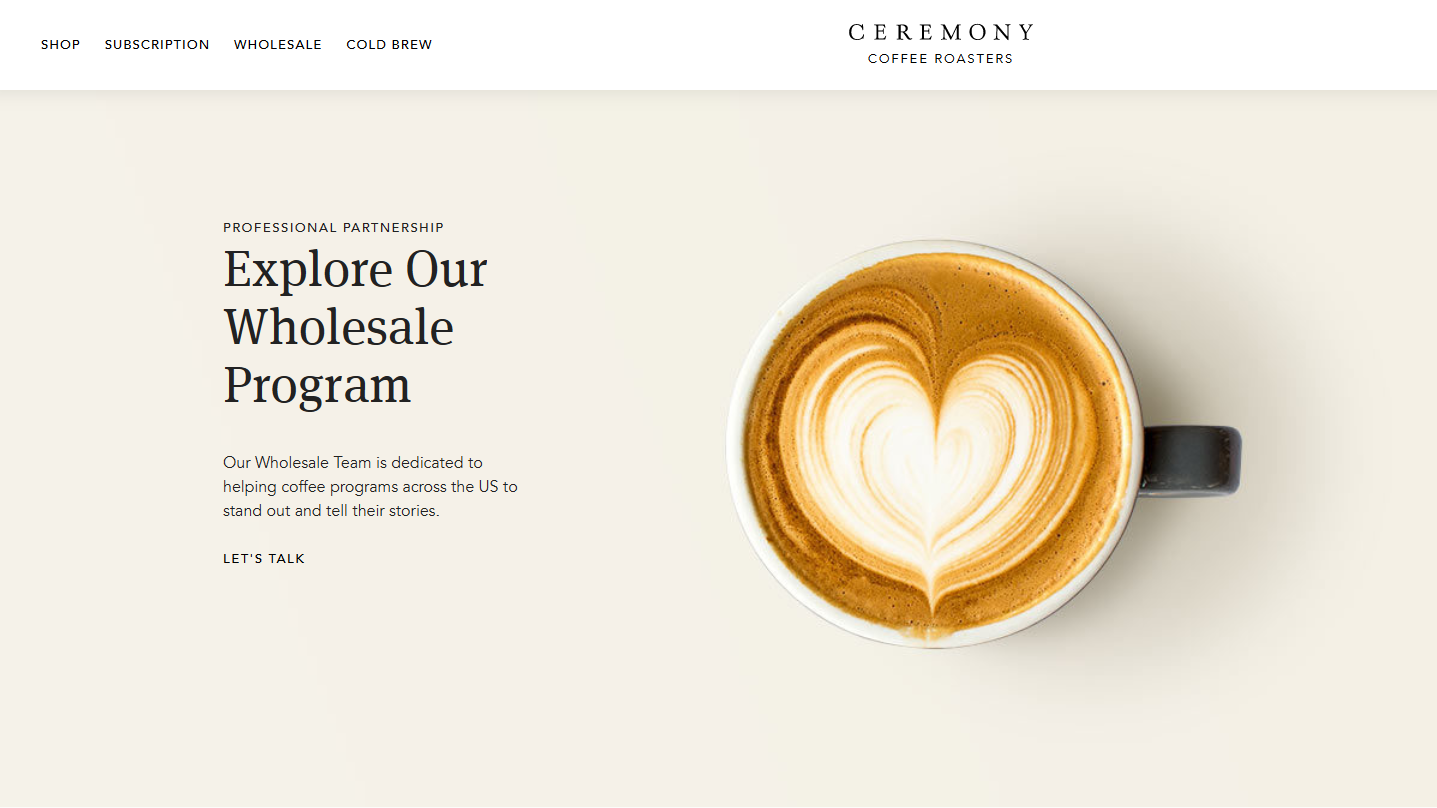 SHOP SUBSCRIPTION WHOLESALE COLD BREW
CEREMONY
COFFEE ROASTERS
PROFESSIONAL PARTNERSHIP
Explore Our
Wholesale
Program
Our Wholesale Team is dedicated to
helping coffee programs across the US to
stand out and tell their stories.
LET'S TALK